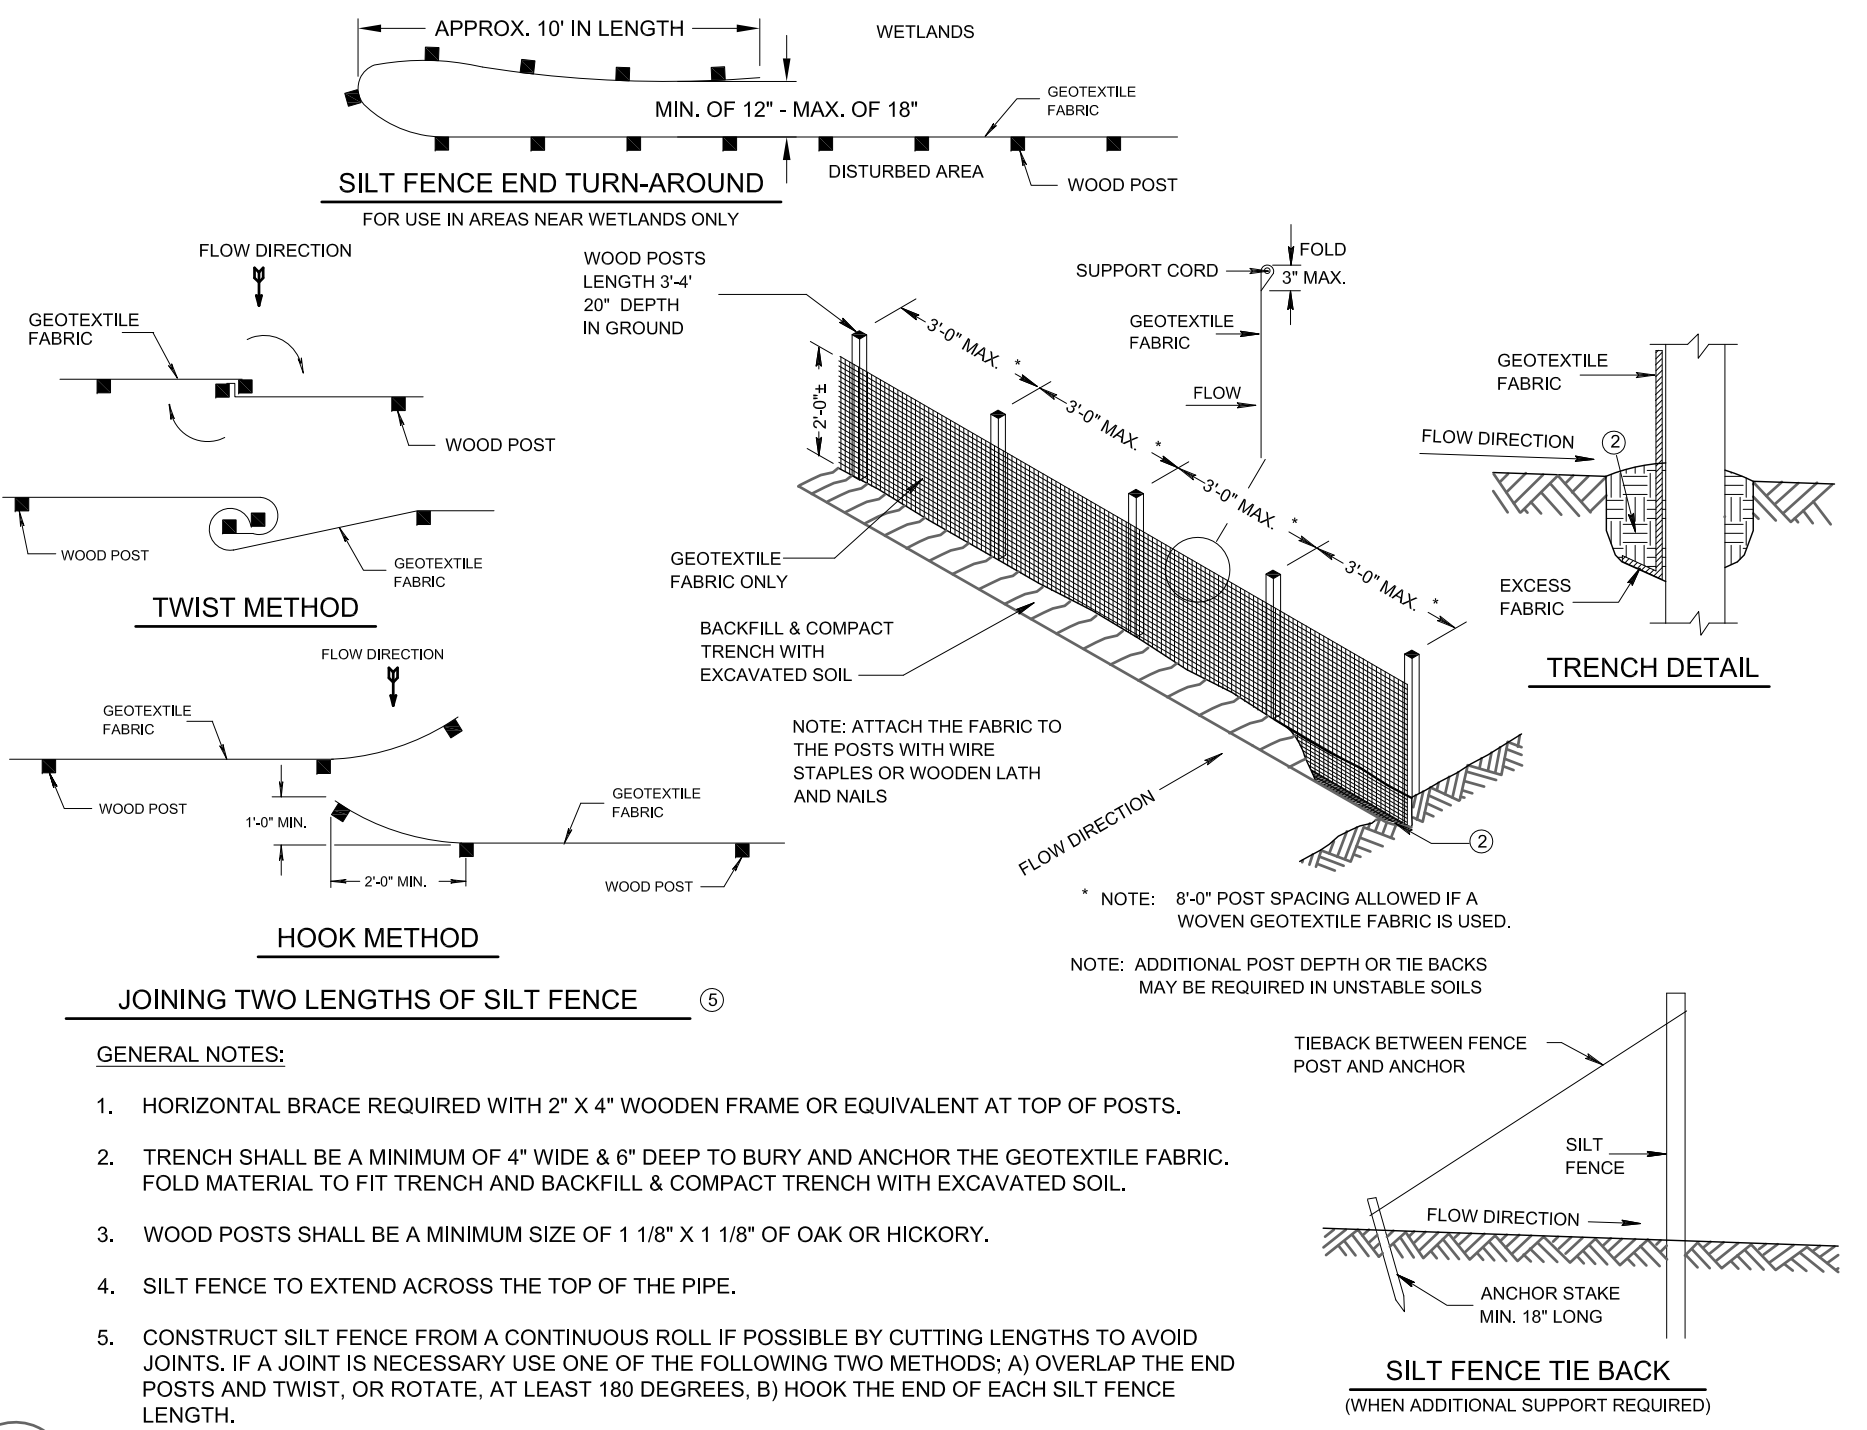 APPROX. 10' IN LENGTH
WETLANDS
MIN. OF 12" - MAX. OF 18"
GEOTEXTILE
FABRIC
DISTURBED AREA
WOOD POST
SILT FENCE END TURN-AROUND
FOR USE IN AREAS NEAR WETLANDS ONLY
FLOW DIRECTION
GEOTEXTILE
FABRIC
WOOD POST
WOOD POST
GEOTEXTILE
FABRIC
TWIST METHOD
FLOW DIRECTION
GEOTEXTILE
FABRIC
WOOD POST
1'-0" MIN.
2'-0" MIN.
GEOTEXTILE
FABRIC
WOOD POST
HOOK METHOD
JOINING TWO LENGTHS OF SILT FENCE 5
WOOD POSTS
LENGTH 3'-4'
20" DEPTH
IN GROUND
2'-0"±
3'-0" MAX. *
3'-0" MAX. *
3'-0" MAX. *
3'-0" MAX. *
SUPPORT CORD
FOLD
3" MAX.
GEOTEXTILE
FABRIC
FLOW
GEOTEXTILE
FABRIC ONLY
BACKFILL & COMPACT
TRENCH WITH
EXCAVATED SOIL
NOTE: ATTACH THE FABRIC TO
THE POSTS WITH WIRE
STAPLES OR WOODEN LATH
AND NAILS
FLOW DIRECTION
2
* NOTE: 8'-0" POST SPACING ALLOWED IF A
WOVEN GEOTEXTILE FABRIC IS USED.
NOTE: ADDITIONAL POST DEPTH OR TIE BACKS
MAY BE REQUIRED IN UNSTABLE SOILS
GEOTEXTILE
FABRIC
FLOW DIRECTION
2
EXCESS
FABRIC
TRENCH DETAIL
TIEBACK BETWEEN FENCE
POST AND ANCHOR
SILT
FENCE
FLOW DIRECTION
ANCHOR STAKE
MIN. 18" LONG
SILT FENCE TIE BACK
(WHEN ADDITIONAL SUPPORT REQUIRED)
GENERAL NOTES:
1. HORIZONTAL BRACE REQUIRED WITH 2" X 4" WOODEN FRAME OR EQUIVALENT AT TOP OF POSTS.
2. TRENCH SHALL BE A MINIMUM OF 4" WIDE & 6" DEEP TO BURY AND ANCHOR THE GEOTEXTILE FABRIC.
FOLD MATERIAL TO FIT TRENCH AND BACKFILL & COMPACT TRENCH WITH EXCAVATED SOIL.
3. WOOD POSTS SHALL BE A MINIMUM SIZE OF 1 1/8" X 1 1/8" OF OAK OR HICKORY.
4. SILT FENCE TO EXTEND ACROSS THE TOP OF THE PIPE.
5. CONSTRUCT SILT FENCE FROM A CONTINUOUS ROLL IF POSSIBLE BY CUTTING LENGTHS TO AVOID
JOINTS. IF A JOINT IS NECESSARY USE ONE OF THE FOLLOWING TWO METHODS; A) OVERLAP THE END
POSTS AND TWIST, OR ROTATE, AT LEAST 180 DEGREES, B) HOOK THE END OF EACH SILT FENCE
LENGTH.